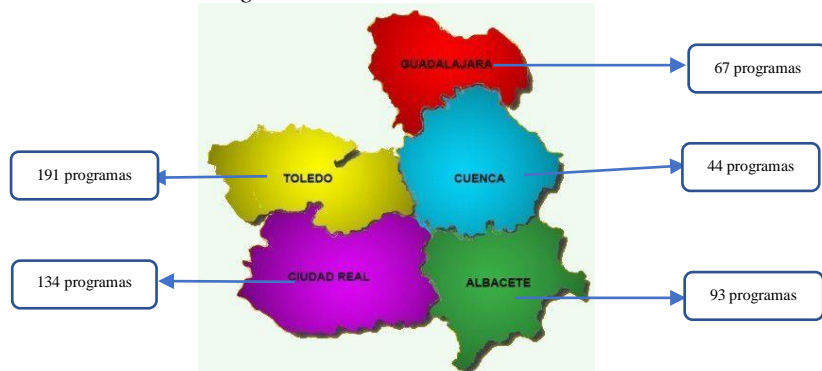 GUADALAJARA
67 programas
191 programas
TOLEDO
CUENCA
44 programas
134 programas
CIUDAD REAL
ALBACETE
93 programas